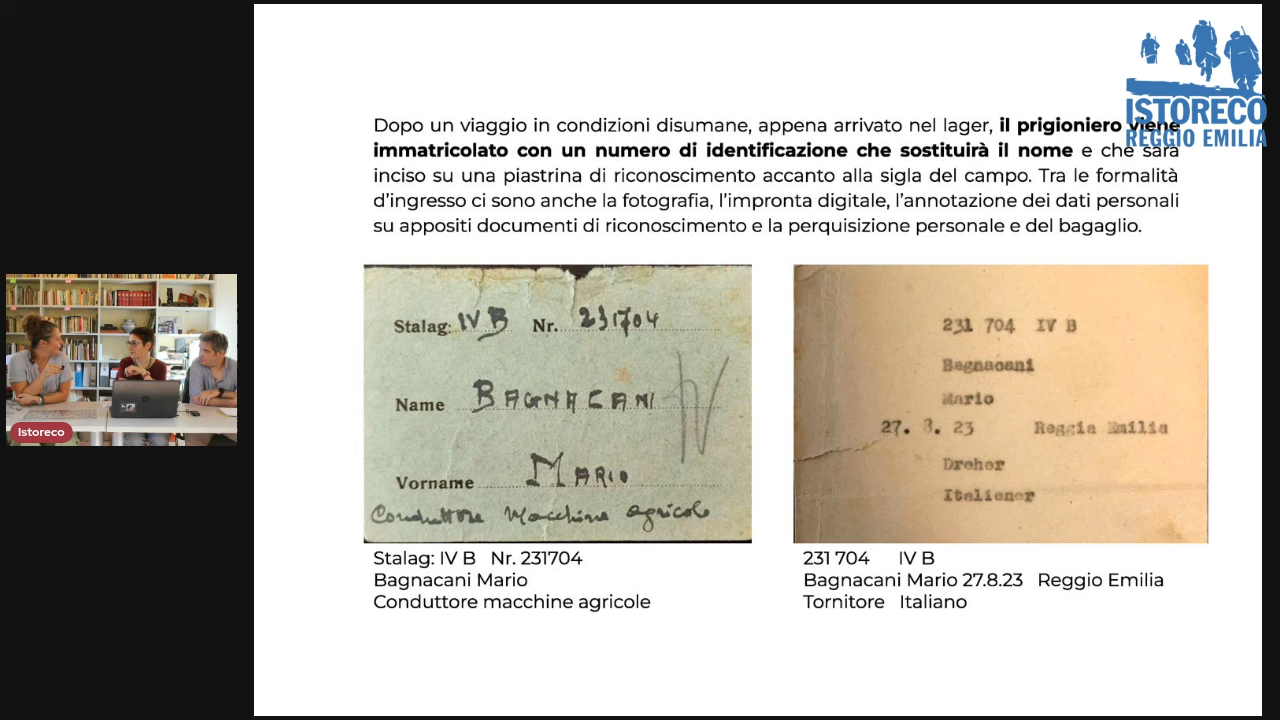 ISTORECO
REGGIO EMILIA
Dopo un viaggio in condizioni disumane, appena arrivato nel lager, il prigioniero viene
immatricolato con un numero di identificazione che sostituirà il nome e che sarà
inciso su una piastrina di riconoscimento accanto alla sigla del campo. Tra le formalità
d'ingresso ci sono anche la fotografia, l'impronta digitale, l'annotazione dei dati personali
su appositi documenti di riconoscimento e la perquisizione personale e del bagaglio.
Stalag: IV B Nr. 231704
Name BAGNACANI
Vorname MARIO
Conduttore Macchine agricole
231 704 IV B
Bagnacani
Mario
27. 8. 23 Reggia Emilia
Dreher
Italiener
Stalag: IV B Nr. 231704
Bagnacani Mario
Conduttore macchine agricole
231 704 IV B
Bagnacani Mario 27.8.23 Reggio Emilia
Tornitore Italiano
Istoreco